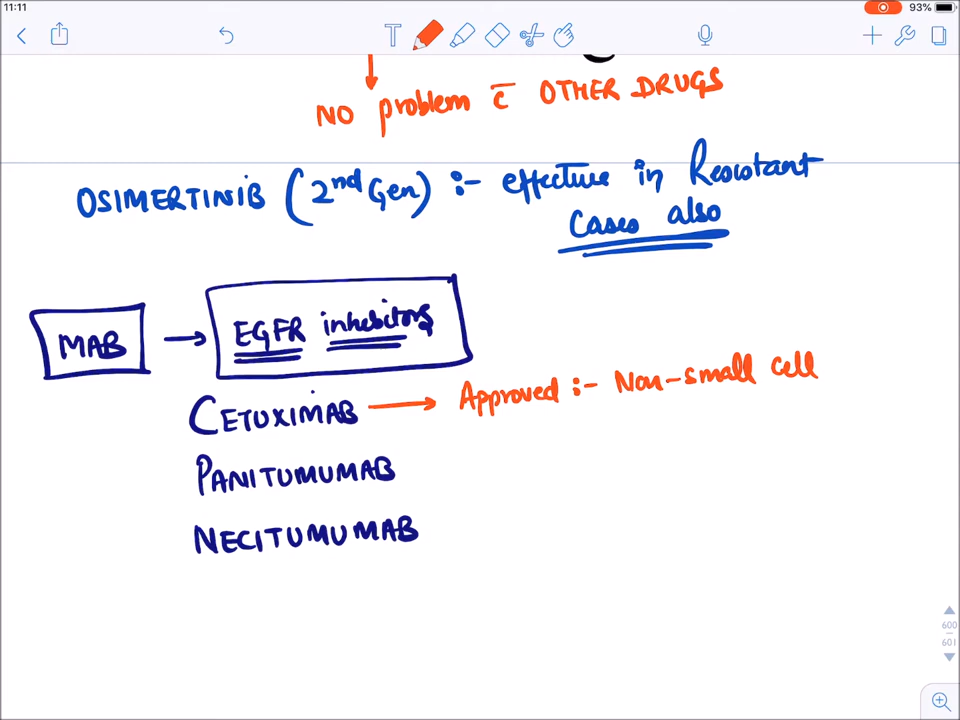 11:11
93%
T
NO problem c̄ OTHER DRUGS
OSIMERTINIB (2nd Gen) :- effective in Resistant
Cases also
MAB → EGFR inhibitors
CETUXIMAB → Approved :- Non-small cell
PANITUMUMAB
NECITUMUMAB
600
601